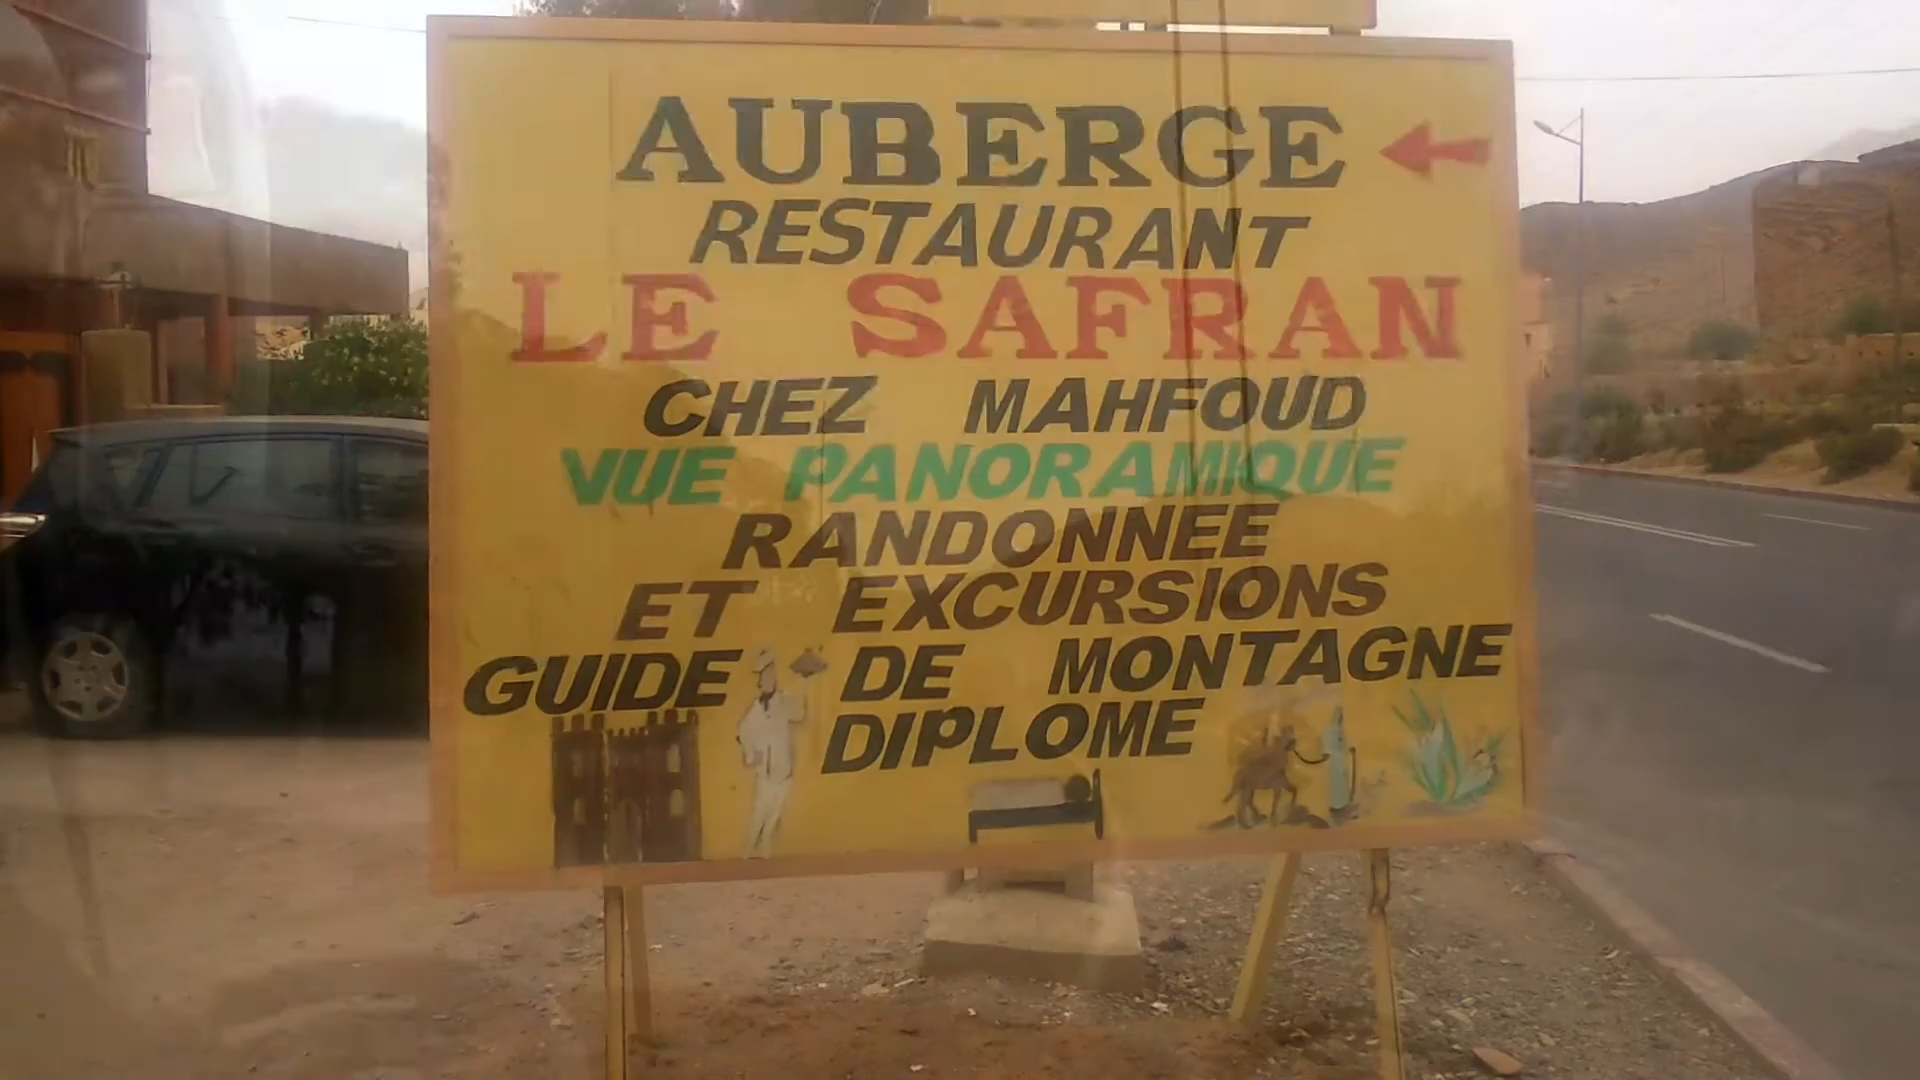 AUBERGE
RESTAURANT
LE SAFRAN
CHEZ MAHFOUD
VUE PANORAMIQUE
RANDONNEE
ET EXCURSIONS
GUIDE DE MONTAGNE
DIPLOME